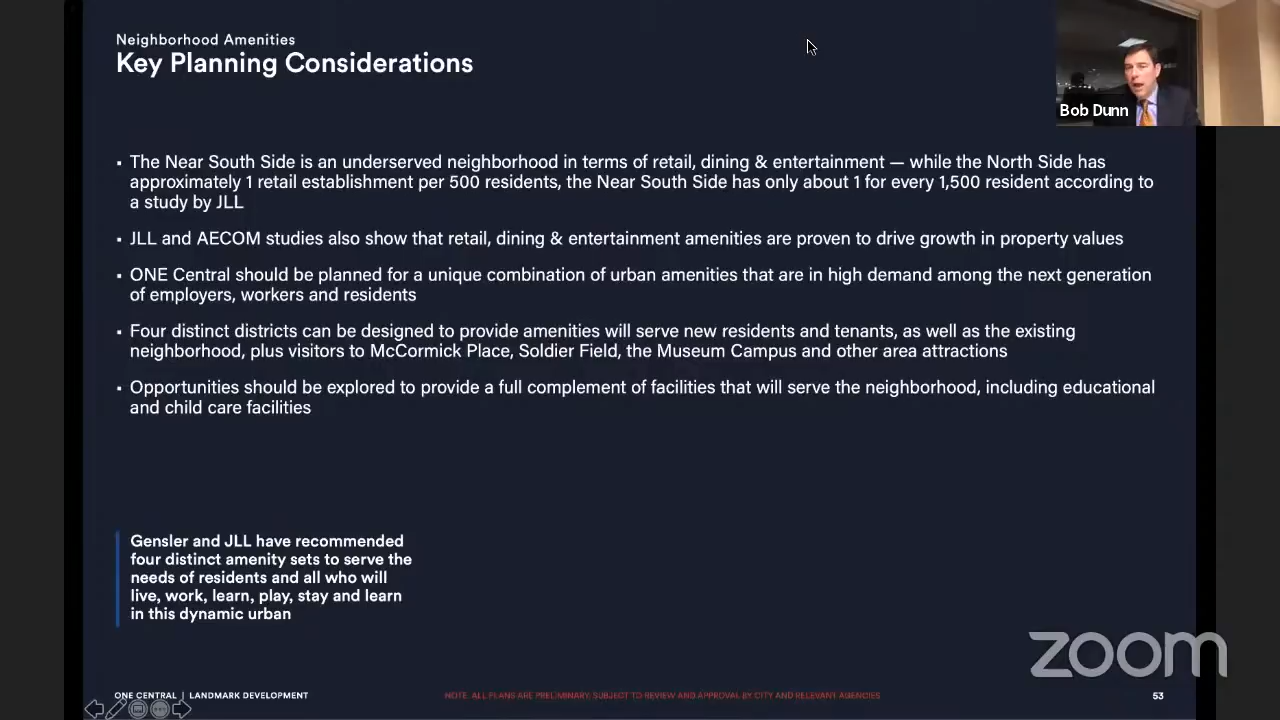 Neighborhood Amenities
Key Planning Considerations
Bob Dunn
▪ The Near South Side is an underserved neighborhood in terms of retail, dining & entertainment — while the North Side has
approximately 1 retail establishment per 500 residents, the Near South Side has only about 1 for every 1,500 resident according to
a study by JLL
▪ JLL and AECOM studies also show that retail, dining & entertainment amenities are proven to drive growth in property values
▪ ONE Central should be planned for a unique combination of urban amenities that are in high demand among the next generation
of employers, workers and residents
▪ Four distinct districts can be designed to provide amenities will serve new residents and tenants, as well as the existing
neighborhood, plus visitors to McCormick Place, Soldier Field, the Museum Campus and other area attractions
▪ Opportunities should be explored to provide a full complement of facilities that will serve the neighborhood, including educational
and child care facilities
Gensler and JLL have recommended
four distinct amenity sets to serve the
needs of residents and all who will
live, work, learn, play, stay and learn
in this dynamic urban
zoom
ONE CENTRAL | LANDMARK DEVELOPMENT
NOTE: ALL PLANS ARE PRELIMINARY, SUBJECT TO REVIEW AND APPROVAL BY CITY AND RELEVANT AGENCIES
53